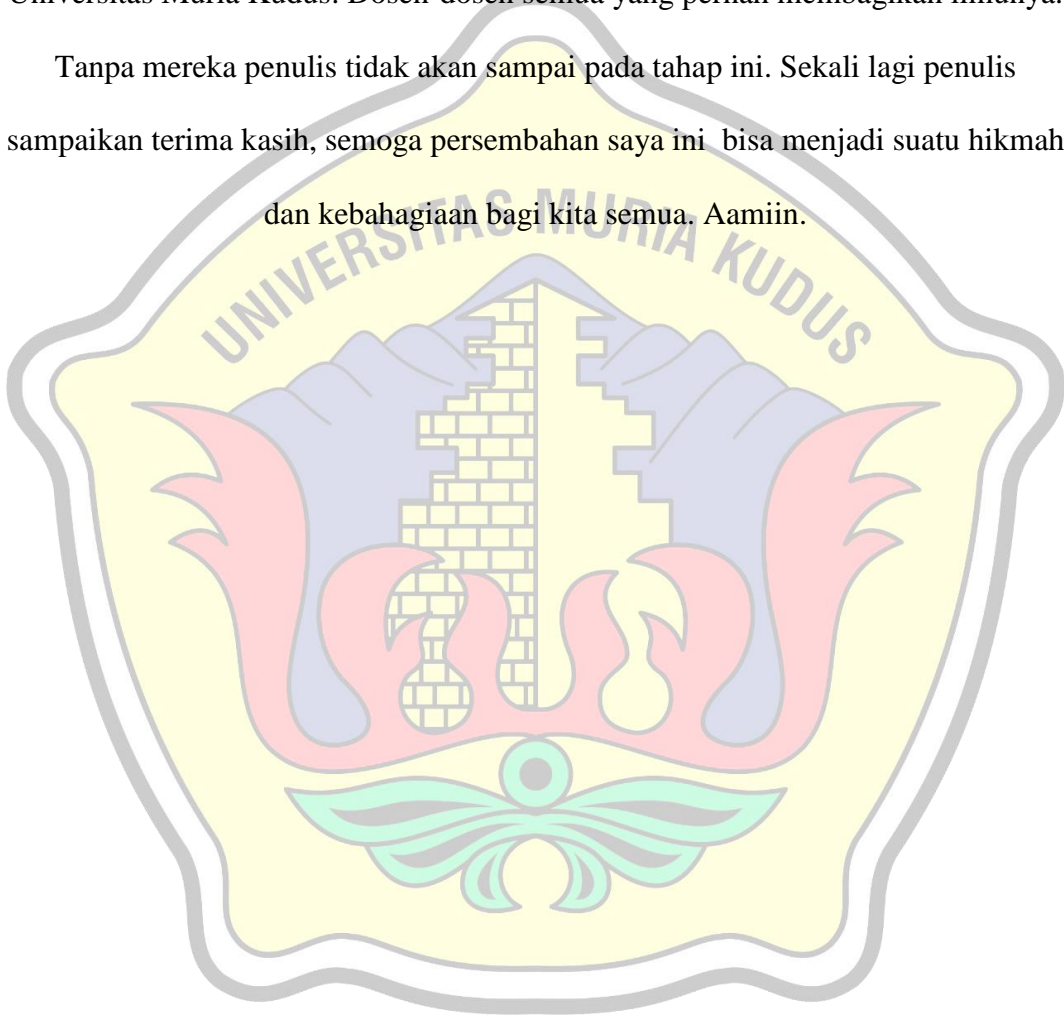 Universitas Muria Kudus. Dosen-dosen semua yang pernah membagikan ilmunya.
Tanpa mereka penulis tidak akan sampai pada tahap ini. Sekali lagi penulis
sampaikan terima kasih, semoga persembahan saya ini bisa menjadi suatu hikmah
dan kebahagiaan bagi kita semua. Aamiin.
UNIVERSITAS MURIA KUDUS